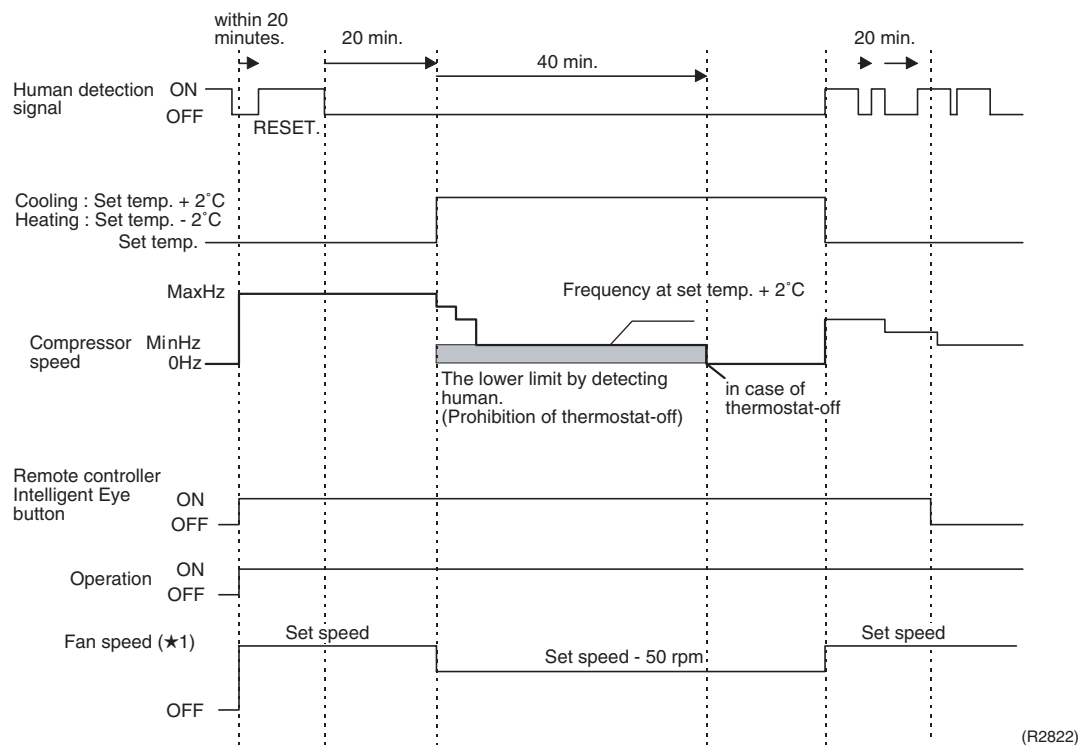 within 20
minutes.
20 min.
40 min.
20 min.
Human detection
signal
ON
OFF
RESET.
Cooling : Set temp. + 2˚C
Heating : Set temp. - 2˚C
Set temp.
MaxHz
Frequency at set temp. + 2˚C
Compressor
speed
MinHz
0Hz
The lower limit by detecting
human.
(Prohibition of thermostat-off)
in case of
thermostat-off
Remote controller
Intelligent Eye
button
ON
OFF
Operation
ON
OFF
Fan speed (★1)
Set speed
Set speed - 50 rpm
Set speed
OFF
(R2822)